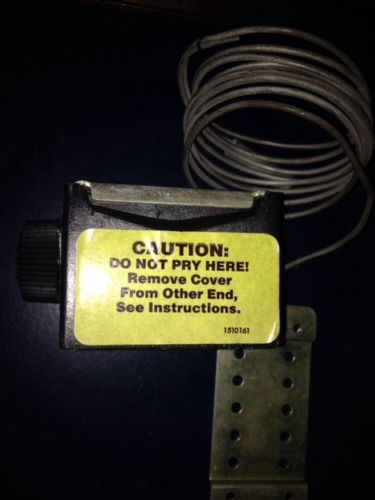 CAUTION:
DO NOT PRY HERE!
Remove Cover
From Other End,
See Instructions.
1510161